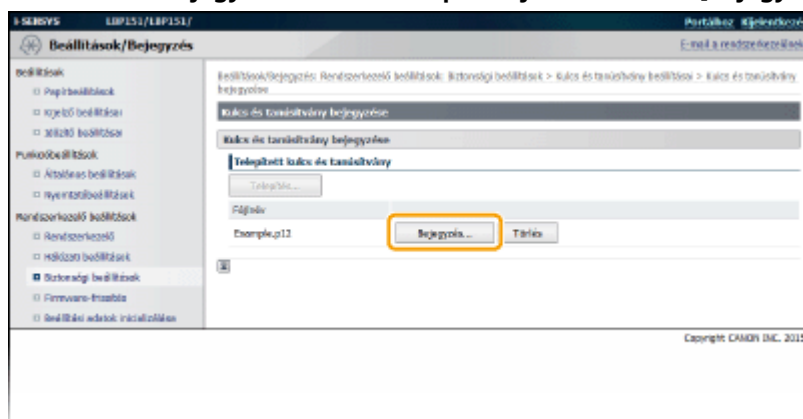 i-SENSYS LBP151/LBP151/
Portálhoz Kijelentkezé
Beállítások/Bejegyzés
E-mail a rendszerkezelőnek
Beállítások
Papírbeállítások
Kijelző beállításai
Időzítő beállításai
Funkcióbeállítások
Általános beállítások
Nyomtatóbeállítások
Rendszerkezelő beállítások
Rendszerkezelő
Hálózati beállítások
Biztonsági beállítások
Firmware-frissítés
Beállítási adatok inicializálása
Beállítások/Bejegyzés: Rendszerkezelő beállítások: Biztonsági beállítások > Kulcs és tanúsítvány beállításai > Kulcs és tanúsítvány
bejegyzése
Kulcs és tanúsítvány bejegyzése
Kulcs és tanúsítvány bejegyzése
Telepített kulcs és tanúsítvány
Telepítés...
Fájlnév
Example.p12 Bejegyzés... Törlés
Copyright CANON INC. 2015